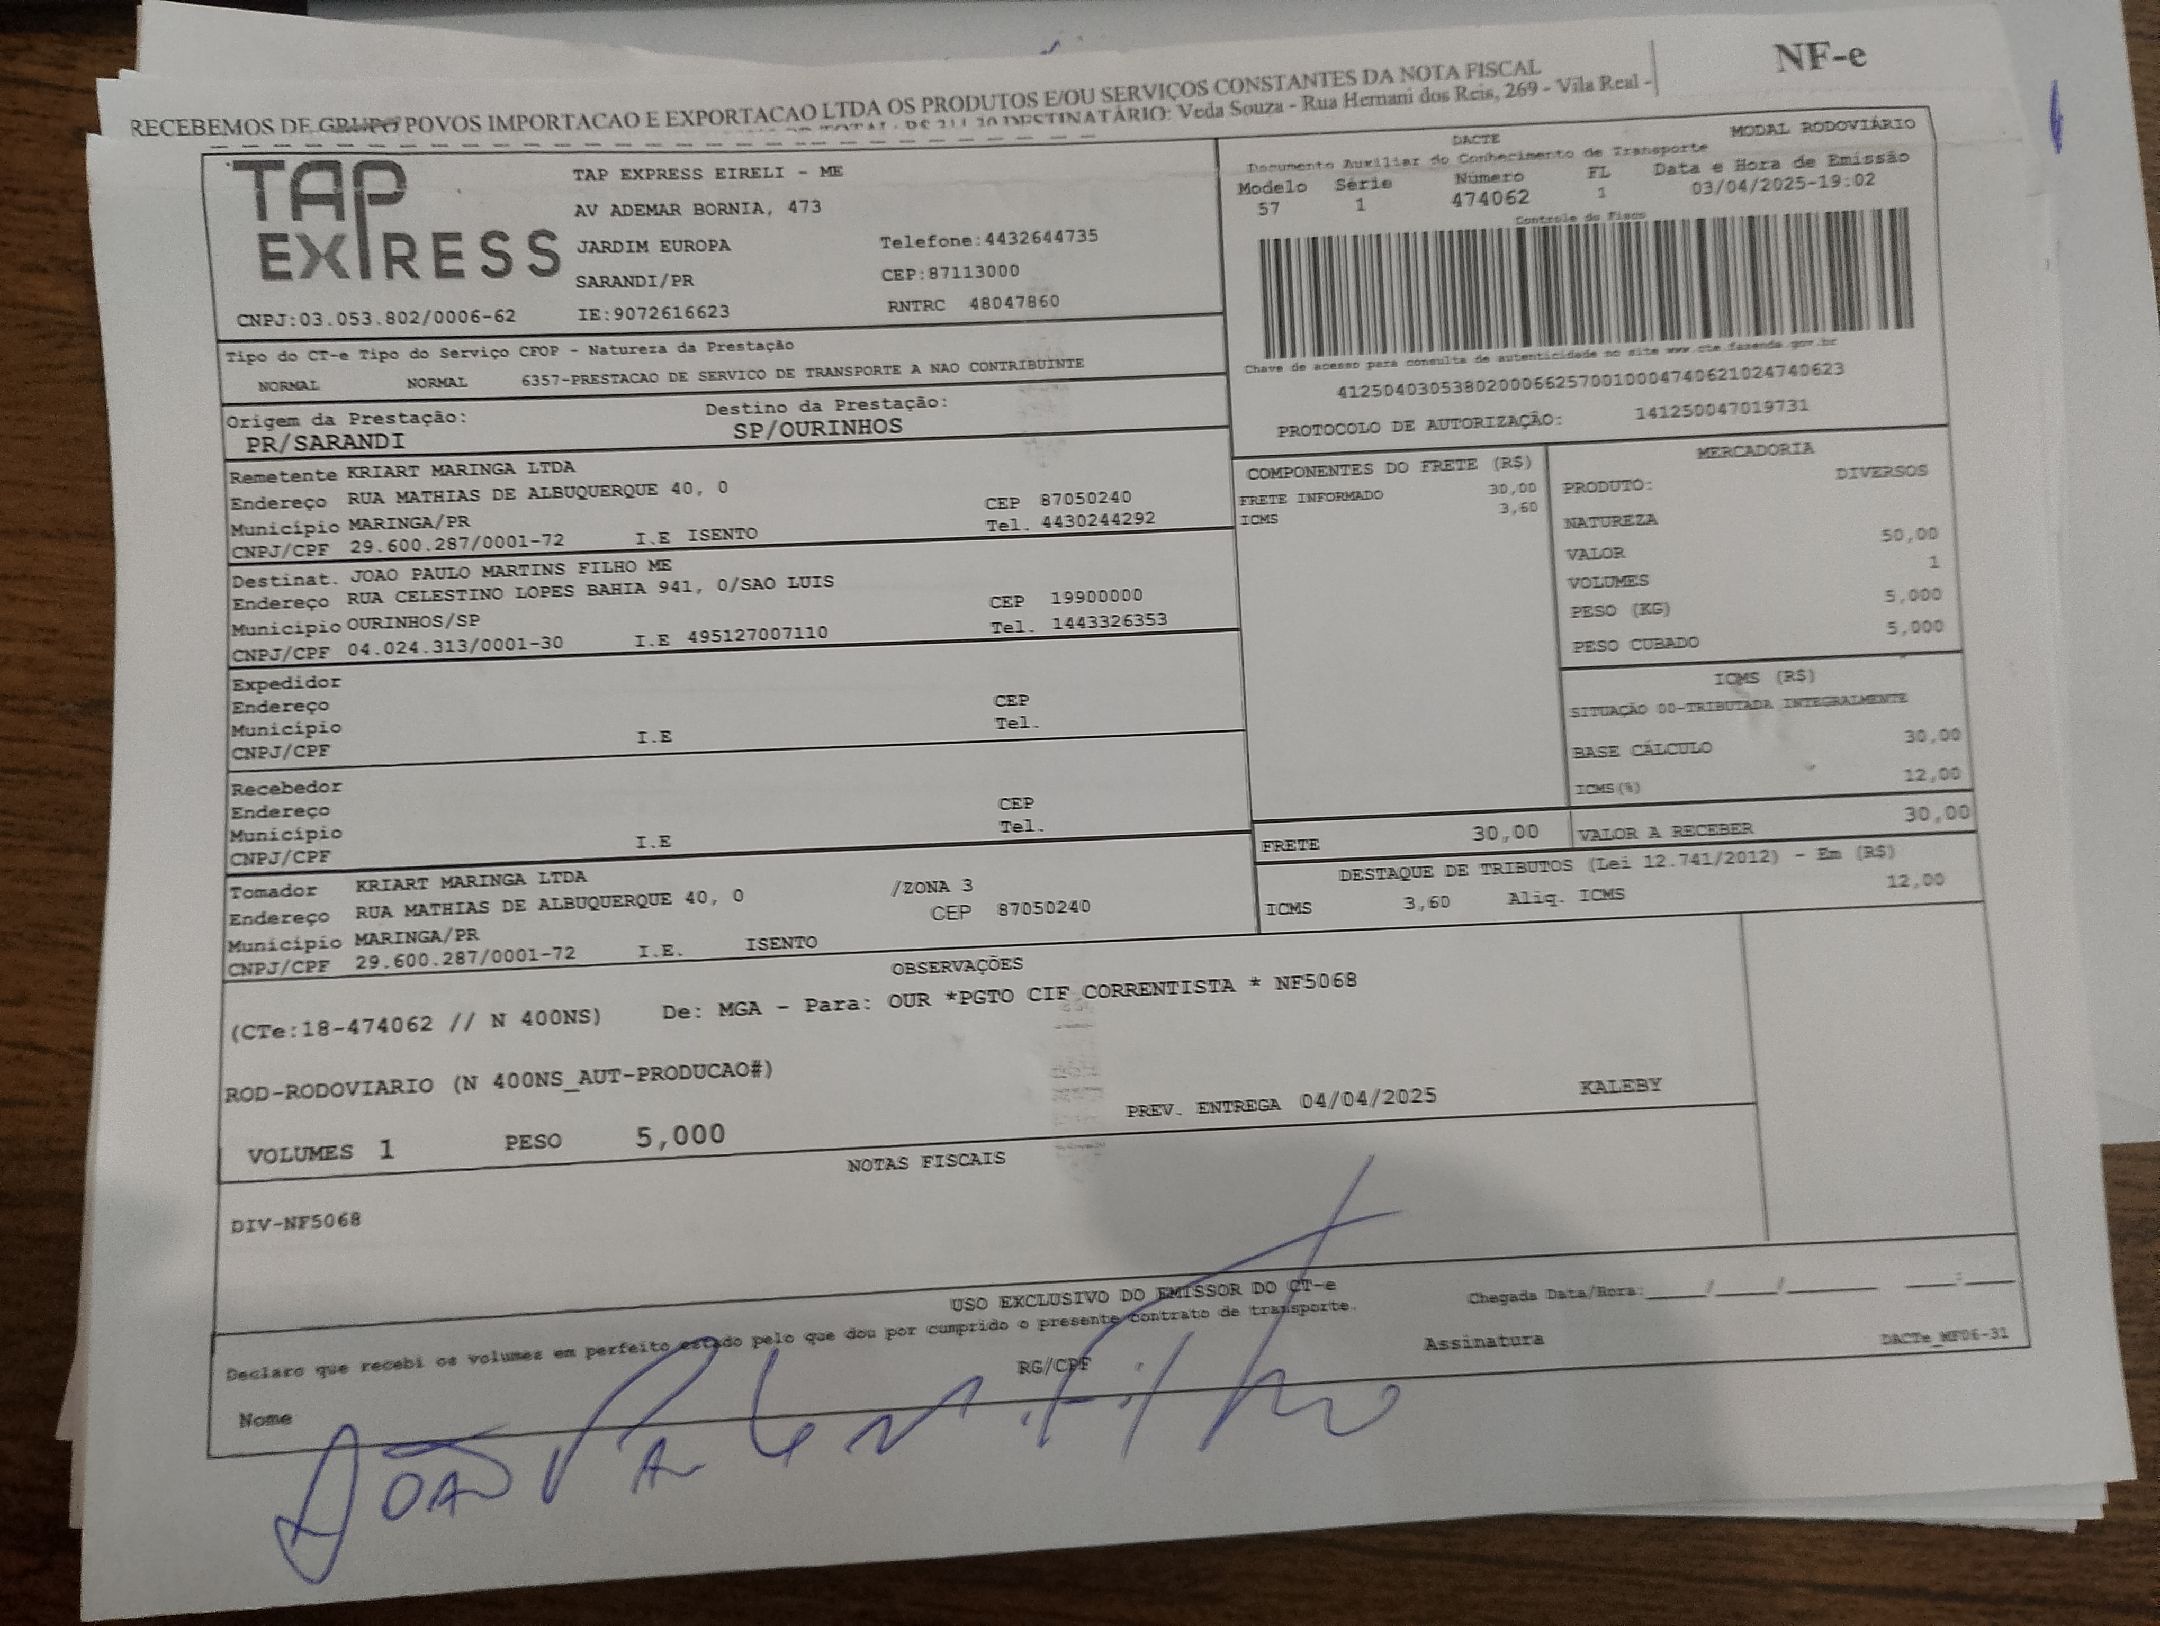 NF-e
RECEBEMOS DE GRUPO POVOS IMPORTACAO E EXPORTACAO LTDA OS PRODUTOS E/OU SERVIÇOS CONSTANTES DA NOTA FISCAL
DESTINATÁRIO: Veda Souza - Rua Hernani dos Reis, 269 - Vila Real -
TAP EXPRESS
TAP EXPRESS EIRELI - ME
AV ADEMAR BORNIA, 473
JARDIM EUROPA Telefone:4432644735
SARANDI/PR CEP:87113000
CNPJ:03.053.802/0006-62 IE:9072616623 RNTRC 48047860
DACTE MODAL RODOVIÁRIO
Documento Auxiliar do Conhecimento de Transporte
Modelo Série Número FL Data e Hora de Emissão
57 1 474062 1 03/04/2025-19:02
Controle do Fisco
Chave de acesso para consulta de autenticidade no site www.cte.fazenda.gov.br
41250403053802000662570010004740621024740623
PROTOCOLO DE AUTORIZAÇÃO: 141250047019731
Tipo do CT-e Tipo do Serviço CFOP - Natureza da Prestação
NORMAL NORMAL 6357-PRESTACAO DE SERVICO DE TRANSPORTE A NAO CONTRIBUINTE
Origem da Prestação: Destino da Prestação:
PR/SARANDI SP/OURINHOS
Remetente KRIART MARINGA LTDA
Endereço RUA MATHIAS DE ALBUQUERQUE 40, 0 CEP 87050240
Município MARINGA/PR Tel. 4430244292
CNPJ/CPF 29.600.287/0001-72 I.E ISENTO
Destinat. JOAO PAULO MARTINS FILHO ME
Endereço RUA CELESTINO LOPES BAHIA 941, 0/SAO LUIS CEP 19900000
Município OURINHOS/SP Tel. 1443326353
CNPJ/CPF 04.024.313/0001-30 I.E 495127007110
Expedidor
Endereço CEP
Município Tel.
CNPJ/CPF I.E
Recebedor
Endereço CEP
Município Tel.
CNPJ/CPF I.E
Tomador KRIART MARINGA LTDA /ZONA 3
Endereço RUA MATHIAS DE ALBUQUERQUE 40, 0 CEP 87050240
Município MARINGA/PR
CNPJ/CPF 29.600.287/0001-72 I.E. ISENTO
COMPONENTES DO FRETE (R$)
FRETE INFORMADO 30,00
ICMS 3,60
MERCADORIA
PRODUTO: DIVERSOS
NATUREZA
VALOR 50,00
VOLUMES 1
PESO (KG) 5,000
PESO CUBADO 5,000
ICMS (R$)
SITUAÇÃO 00-TRIBUTADA INTEGRALMENTE
BASE CÁLCULO 30,00
ICMS(%) 12,00
FRETE 30,00 VALOR A RECEBER 30,00
DESTAQUE DE TRIBUTOS (Lei 12.741/2012) - Em (R$)
ICMS 3,60 Aliq. ICMS 12,00
OBSERVAÇÕES
(CTe:18-474062 // N 400NS) De: MGA - Para: OUR *PGTO CIF CORRENTISTA * NF5068
ROD-RODOVIARIO (N 400NS_AUT-PRODUCAO#)
PREV. ENTREGA 04/04/2025 KALEBY
VOLUMES 1 PESO 5,000
NOTAS FISCAIS
DIV-NF5068
USO EXCLUSIVO DO EMISSOR DO CT-e
Declaro que recebi os volumes em perfeito estado pelo que dou por cumprido o presente contrato de transporte.
Chegada Data/Hora:_____/_____/________ ____:____
Nome RG/CPF Assinatura DACTe_MF06-31